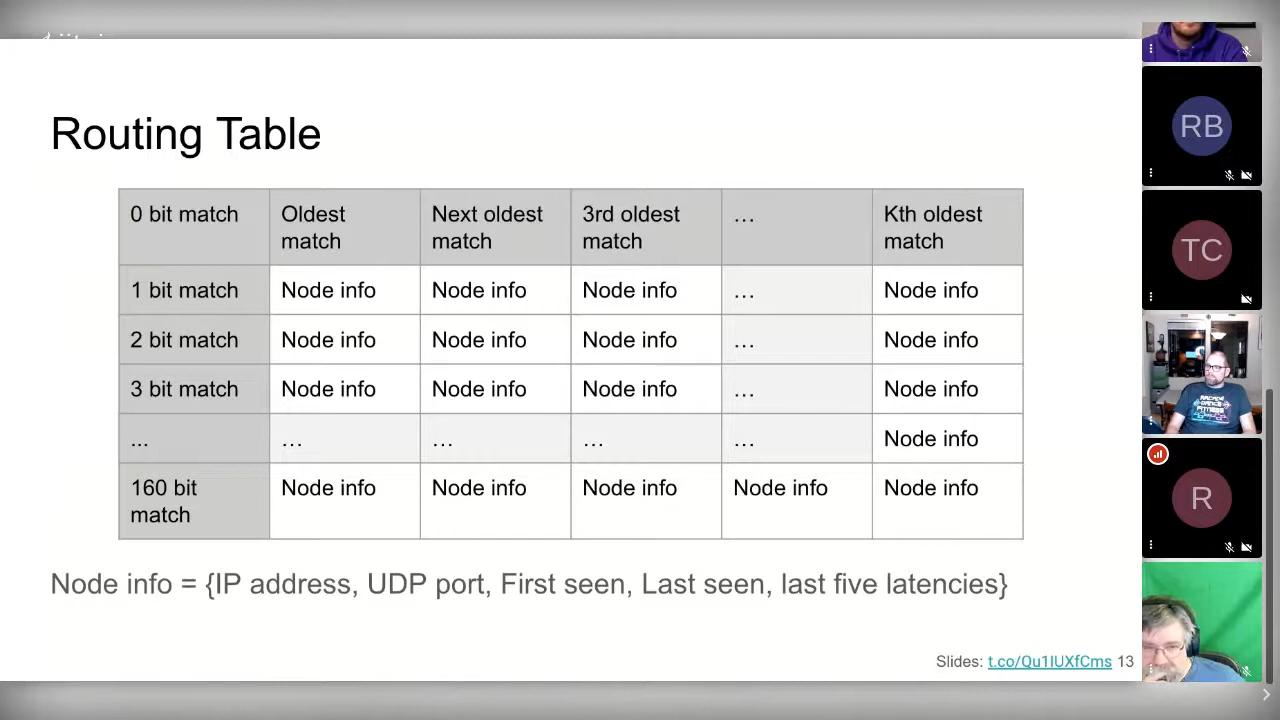 Routing Table
0 bit match
Oldest
match
Next oldest
match
3rd oldest
match
...
Kth oldest
match
1 bit match
Node info
Node info
Node info
...
Node info
2 bit match
Node info
Node info
Node info
...
Node info
3 bit match
Node info
Node info
Node info
...
Node info
...
...
...
...
...
Node info
160 bit
match
Node info
Node info
Node info
Node info
Node info
Node info = {IP address, UDP port, First seen, Last seen, last five latencies}
Slides: t.co/Qu1IUXfCms 13
RB
TC
ARCADE
DANCE
FITNESS
R